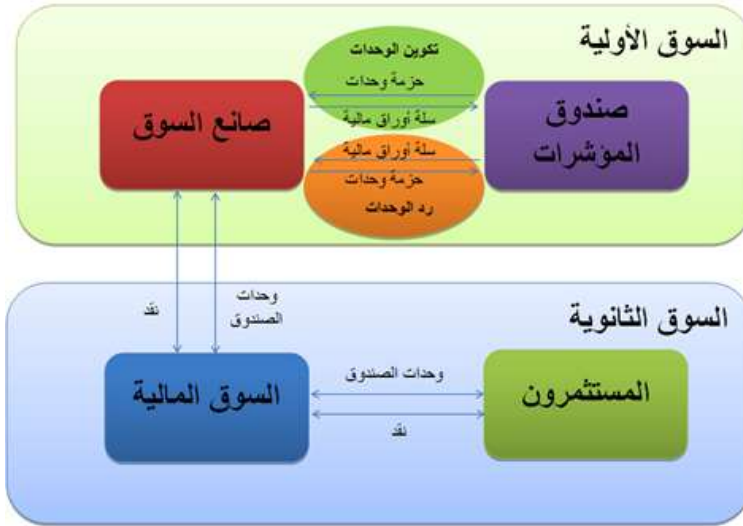 السوق الأولية
تكوين الوحدات
حزمة وحدات
سلة أوراق مالية
صندوق
المؤشرات
صانع السوق
سلة أوراق مالية
حزمة وحدات
رد الوحدات
السوق الثانوية
وحدات
الصندوق
نقد
المستثمرون
وحدات الصندوق
نقد
السوق المالية